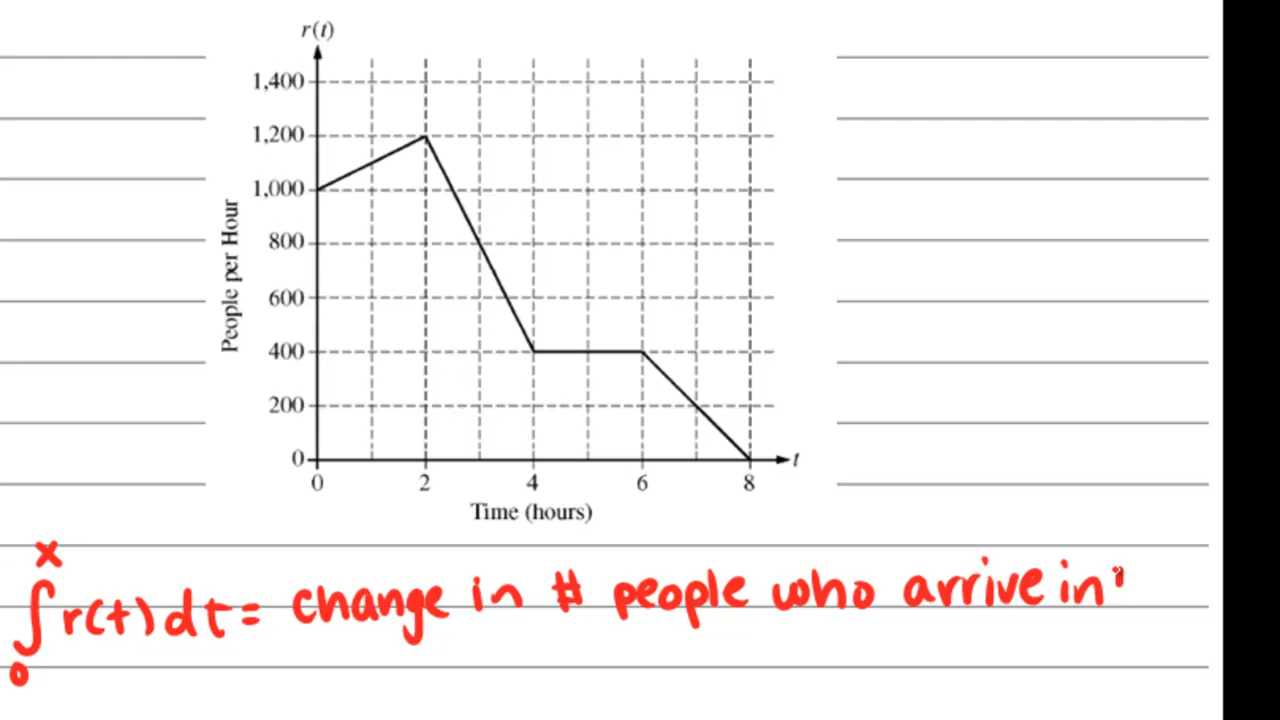 r(t)
1,400
1,200
1,000
800
600
400
200
0
People per Hour
0 2 4 6 8 t
Time (hours)
∫₀ˣ r(t) dt = change in # people who arrive in